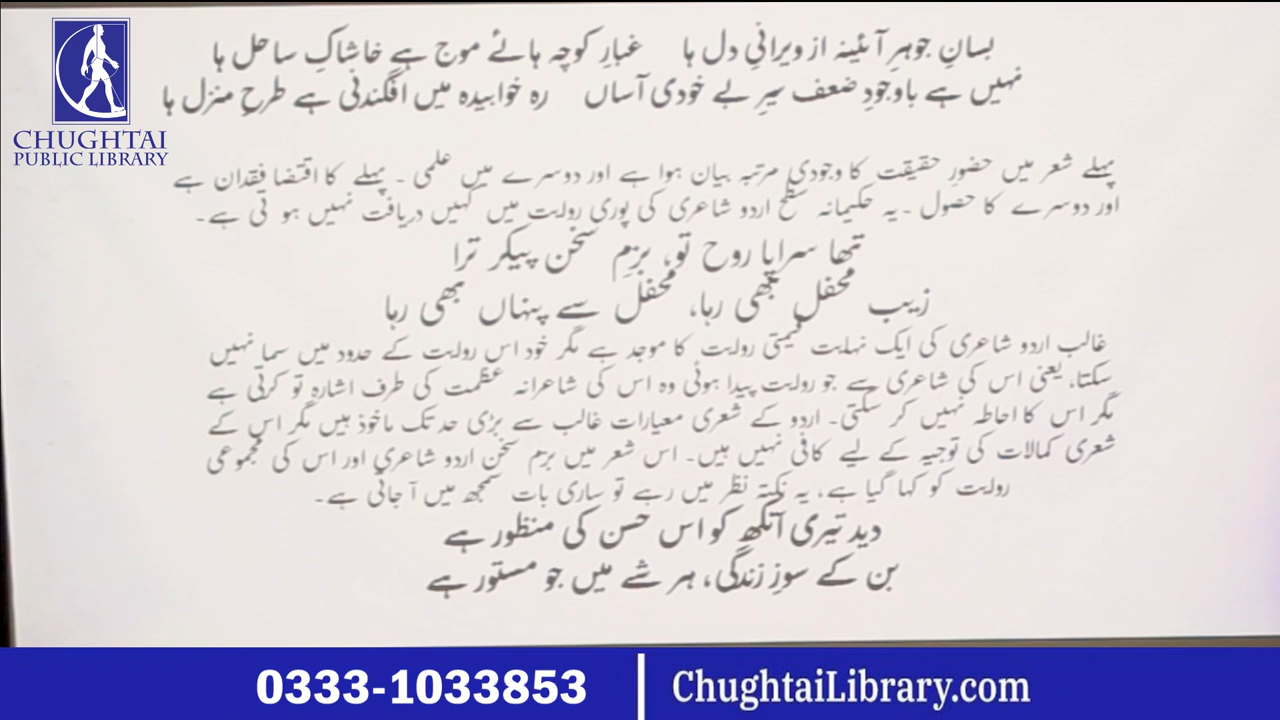 CHUGHTAI
PUBLIC LIBRARY
بسانِ جوہرِ آئینہ از ویرانیِ دل ہا غبارِ کوچہ ہائے موج ہے خاشاکِ ساحل ہا
نہیں ہے باوجودِ ضعف سیرِ بے خودی آساں رہ خوابیدہ میں افگندنی ہے طرحِ منزل ہا
پہلے شعر میں حضورِ حقیقت کا وجودی مرتبہ بیان ہوا ہے اور دوسرے میں علمی ۔ پہلے کا اقتضا فقدان ہے
اور دوسرے کا حصول ۔ یہ حکیمانہ سطح اردو شاعری کی پوری روایت میں کہیں دریافت نہیں ہو تی ہے۔
تھا سراپا روح تو، بزمِ سخن پیکر ترا
زیب محفل بھی رہا، محفل سے پنہاں بھی رہا
غالب اردو شاعری کی ایک نہایت قیمتی روایت کا موجد ہے مگر خود اس روایت کے حدود میں سما نہیں
سکتا، یعنی اس کی شاعری سے جو روایت پیدا ہوئی وہ اس کی شاعرانہ عظمت کی طرف اشارہ تو کرتی ہے
مگر اس کا احاطہ نہیں کر سکتی۔ اردو کے شعری معیارات غالب سے بڑی حد تک ماخوذ ہیں مگر اس کے
شعری کمالات کی توجیہ کے لیے کافی نہیں ہیں۔ اس شعر میں بزم سخن اردو شاعری اور اس کی مجموعی
روایت کو کہا گیا ہے، یہ نکتہ نظر میں رہے تو ساری بات سمجھ میں آ جاتی ہے۔
دید تیری آنکھ کو اس حسن کی منظور ہے
بن کے سوزِ زندگی، ہر شے میں جو مستور ہے
0333-1033853 | ChughtaiLibrary.com